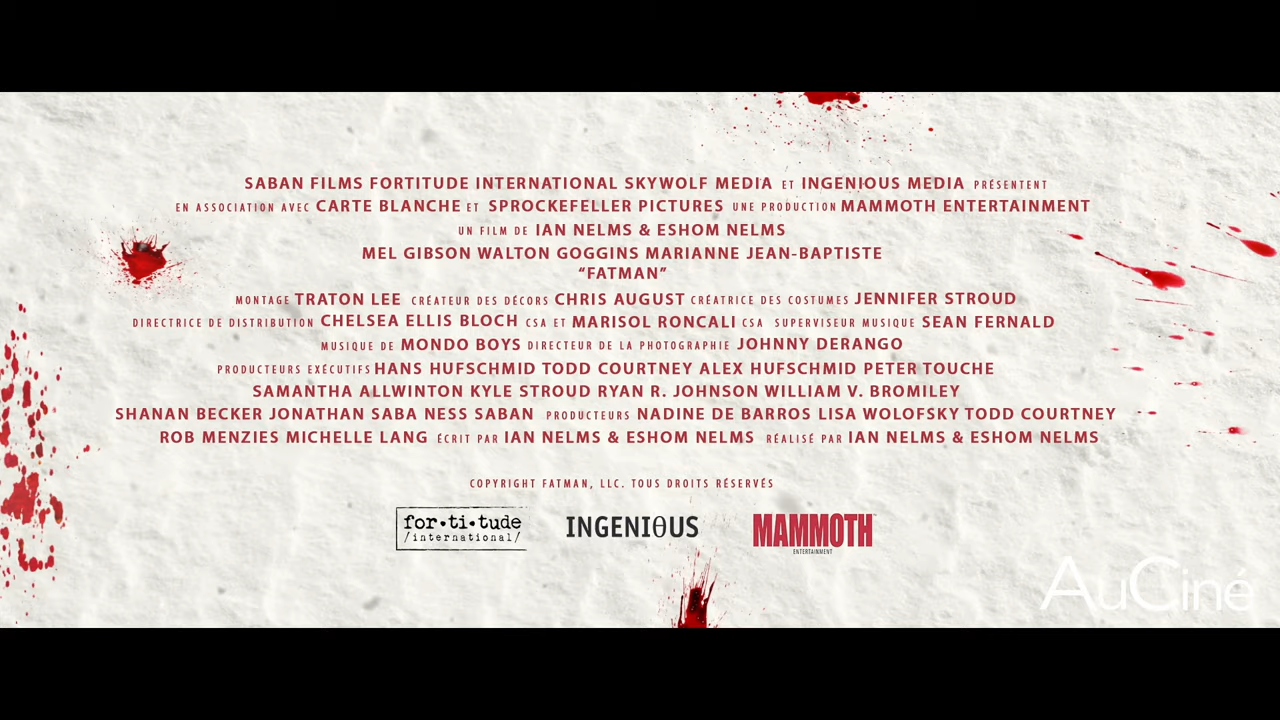 SABAN FILMS FORTITUDE INTERNATIONAL SKYWOLF MEDIA ET INGENIOUS MEDIA PRÉSENTENT
EN ASSOCIATION AVEC CARTE BLANCHE ET SPROCKEFELLER PICTURES UNE PRODUCTION MAMMOTH ENTERTAINMENT
UN FILM DE IAN NELMS & ESHOM NELMS
MEL GIBSON WALTON GOGGINS MARIANNE JEAN-BAPTISTE
“FATMAN”
MONTAGE TRATON LEE CRÉATEUR DES DÉCORS CHRIS AUGUST CRÉATRICE DES COSTUMES JENNIFER STROUD
DIRECTRICE DE DISTRIBUTION CHELSEA ELLIS BLOCH CSA ET MARISOL RONCALI CSA SUPERVISEUR MUSIQUE SEAN FERNALD
MUSIQUE DE MONDO BOYS DIRECTEUR DE LA PHOTOGRAPHIE JOHNNY DERANGO
PRODUCTEURS EXÉCUTIFS HANS HUFSCHMID TODD COURTNEY ALEX HUFSCHMID PETER TOUCHE
SAMANTHA ALLWINTON KYLE STROUD RYAN R. JOHNSON WILLIAM V. BROMILEY
SHANAN BECKER JONATHAN SABA NESS SABAN PRODUCTEURS NADINE DE BARROS LISA WOLOFSKY TODD COURTNEY
ROB MENZIES MICHELLE LANG ÉCRIT PAR IAN NELMS & ESHOM NELMS RÉALISÉ PAR IAN NELMS & ESHOM NELMS
COPYRIGHT FATMAN, LLC. TOUS DROITS RÉSERVÉS
for•ti•tude
/international/
INGENIθUS
MAMMOTH™
ENTERTAINMENT
AuCiné